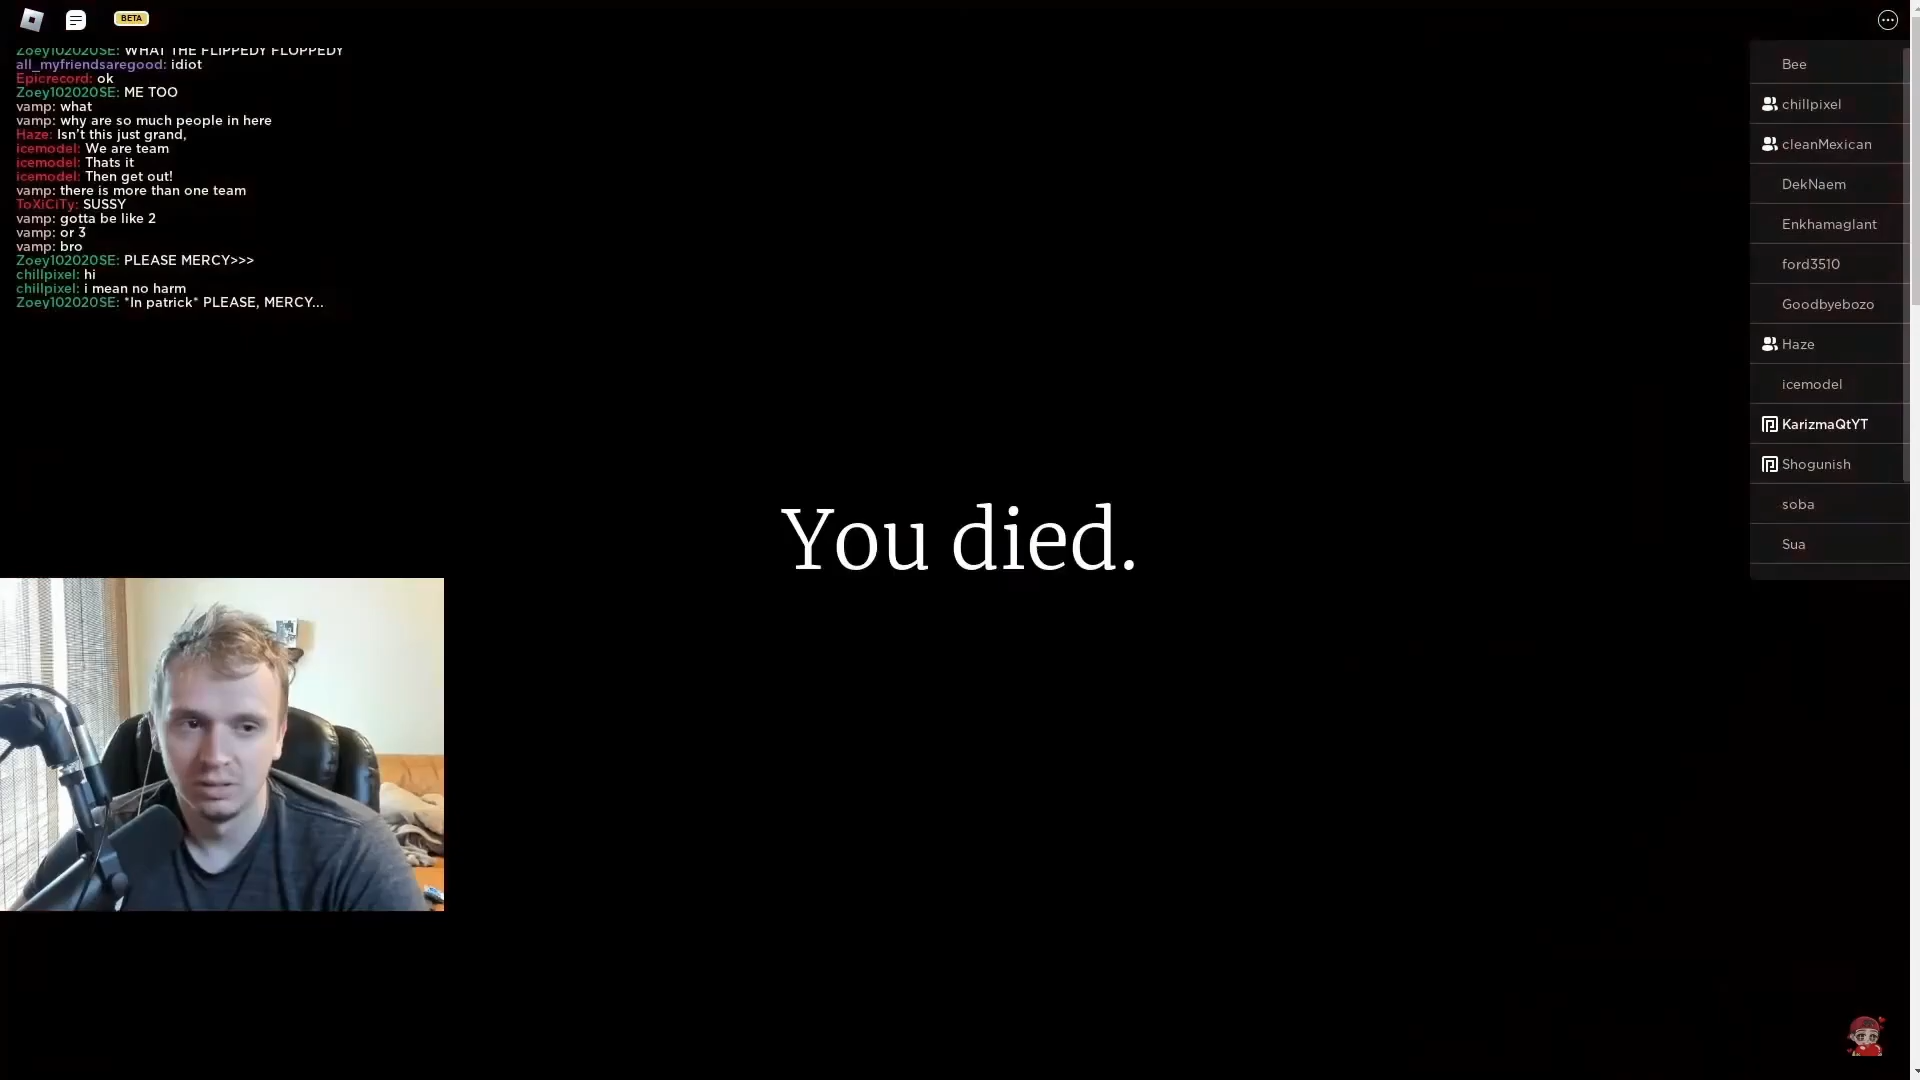 BETA
Zoey102020SE: WHAT THE FLIPPEDY FLOPPEDY
all_myfriendsaregood: idiot
Epicrecord: ok
Zoey102020SE: ME TOO
vamp: what
vamp: why are so much people in here
Haze: Isn't this just grand,
icemodel: We are team
icemodel: Thats it
icemodel: Then get out!
vamp: there is more than one team
ToXiCiTy: SUSSY
vamp: gotta be like 2
vamp: or 3
vamp: bro
Zoey102020SE: PLEASE MERCY>>>
chillpixel: hi
chillpixel: i mean no harm
Zoey102020SE: *In patrick* PLEASE, MERCY...
You died.
Bee
chillpixel
cleanMexican
DekNaem
Enkhamaglant
ford3510
Goodbyebozo
Haze
icemodel
KarizmaQtYT
Shogunish
soba
Sua